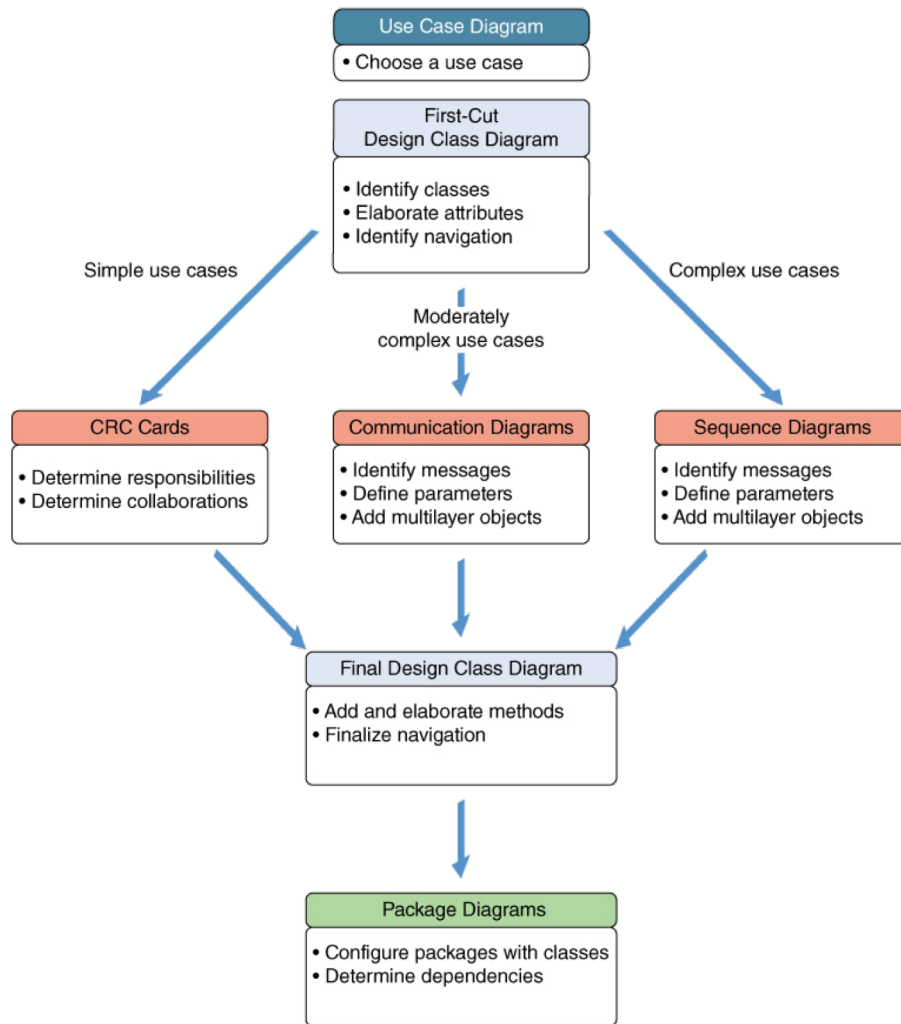 Use Case Diagram
• Choose a use case
First-Cut
Design Class Diagram
• Identify classes
• Elaborate attributes
• Identify navigation
Simple use cases
Moderately
complex use cases
Complex use cases
CRC Cards
• Determine responsibilities
• Determine collaborations
Communication Diagrams
• Identify messages
• Define parameters
• Add multilayer objects
Sequence Diagrams
• Identify messages
• Define parameters
• Add multilayer objects
Final Design Class Diagram
• Add and elaborate methods
• Finalize navigation
Package Diagrams
• Configure packages with classes
• Determine dependencies